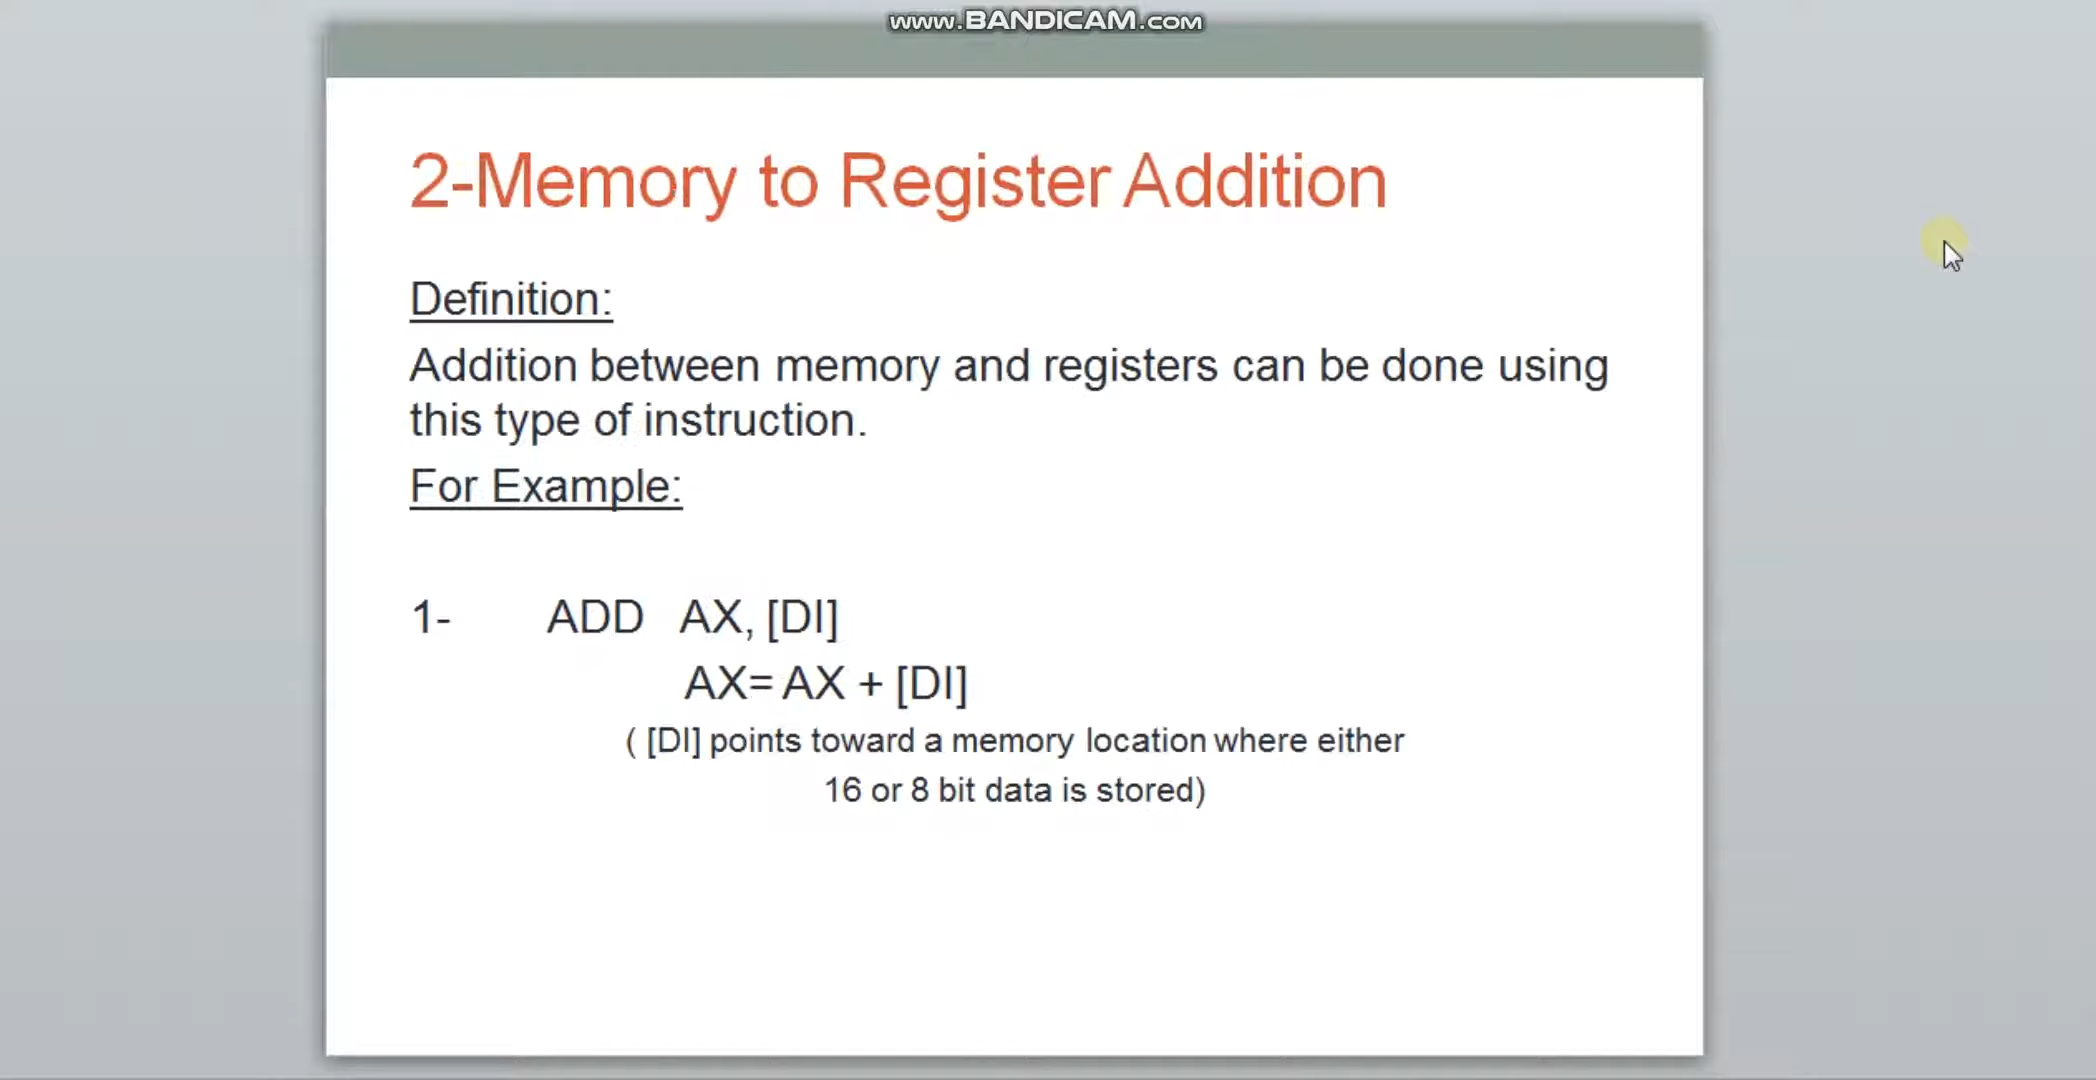 www.BANDICAM.com
2-Memory to Register Addition
Definition:
Addition between memory and registers can be done using
this type of instruction.
For Example:
1- ADD AX, [DI]
AX= AX + [DI]
( [DI] points toward a memory location where either
16 or 8 bit data is stored)